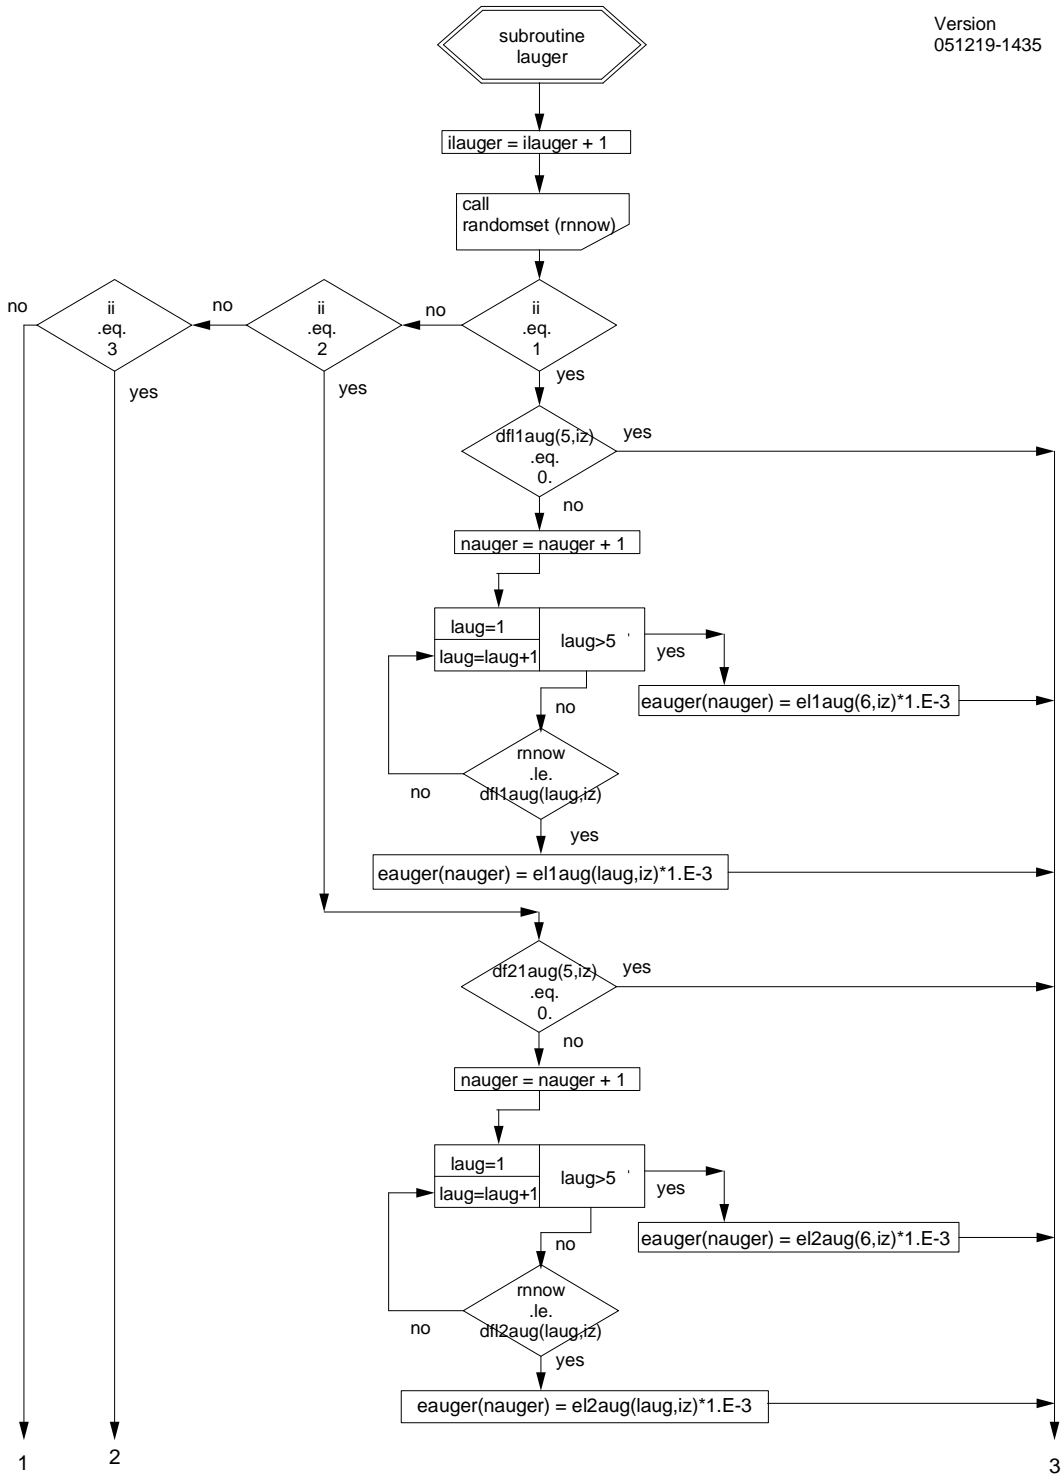 subroutine
lauger
Version
051219-1435
ilauger = ilauger + 1
call
randomset (rnnow)
no
ii
.eq.
3
yes
no
ii
.eq.
2
yes
no
ii
.eq.
1
yes
dfl1aug(5,iz)
.eq.
0.
yes
no
nauger = nauger + 1
laug=1
laug=laug+1
laug>5
yes
eauger(nauger) = el1aug(6,iz)*1.E-3
no
rnnow
.le.
dfl1aug(laug,iz)
no
yes
eauger(nauger) = el1aug(laug,iz)*1.E-3
df21aug(5,iz)
.eq.
0.
yes
no
nauger = nauger + 1
laug=1
laug=laug+1
laug>5
yes
eauger(nauger) = el2aug(6,iz)*1.E-3
no
rnnow
.le.
dfl2aug(laug,iz)
no
yes
eauger(nauger) = el2aug(laug,iz)*1.E-3
1
2
3